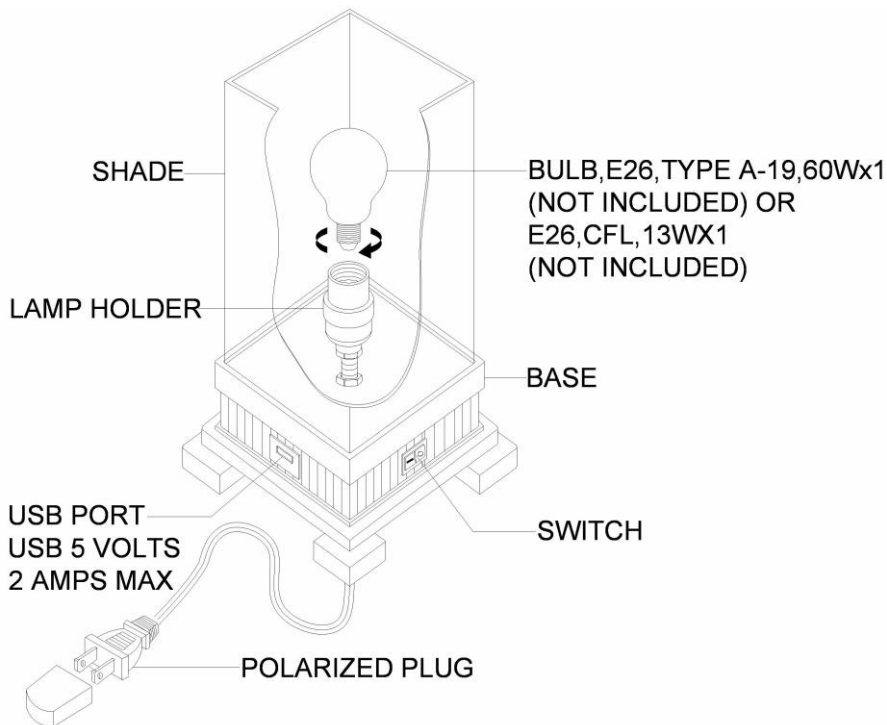 SHADE
BULB,E26,TYPE A-19,60Wx1
(NOT INCLUDED) OR
E26,CFL,13WX1
(NOT INCLUDED)
LAMP HOLDER
BASE
USB PORT
USB 5 VOLTS
2 AMPS MAX
SWITCH
POLARIZED PLUG